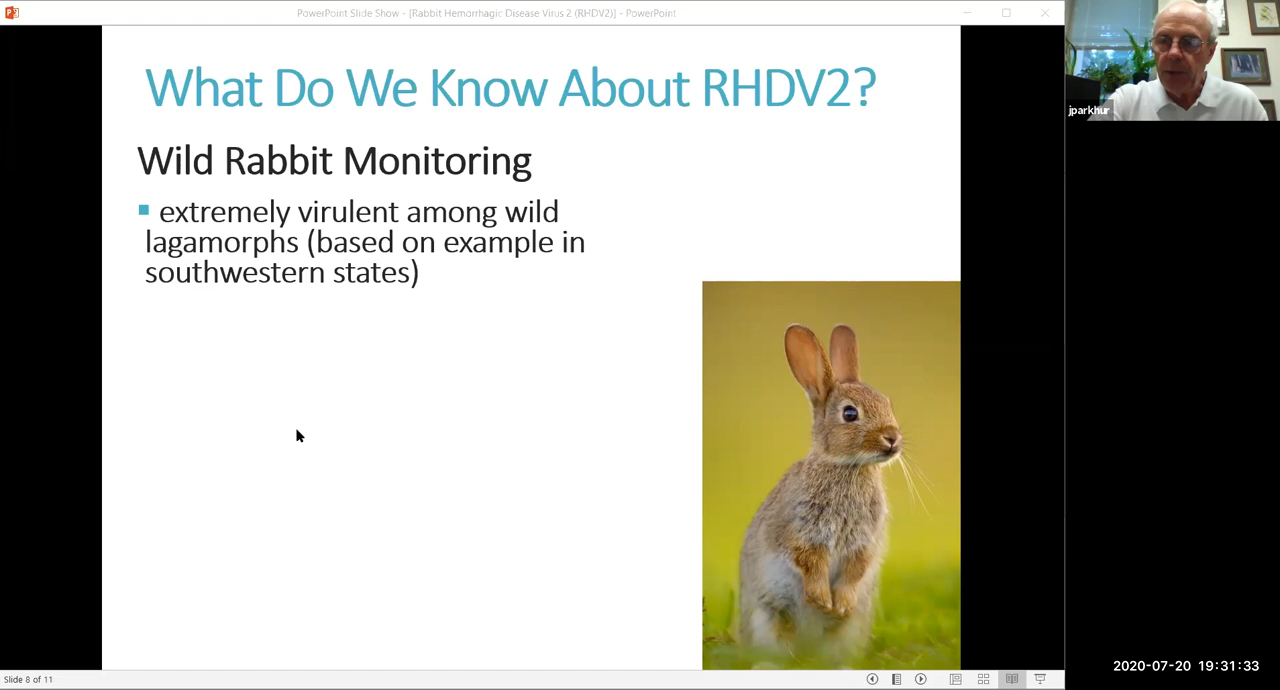 PowerPoint Slide Show - [Rabbit Hemorrhagic Disease Virus 2 (RHDV2)] - PowerPoint
What Do We Know About RHDV2?
Wild Rabbit Monitoring
extremely virulent among wild
lagamorphs (based on example in
southwestern states)
jparkhur
Slide 8 of 11
2020-07-20 19:31:33